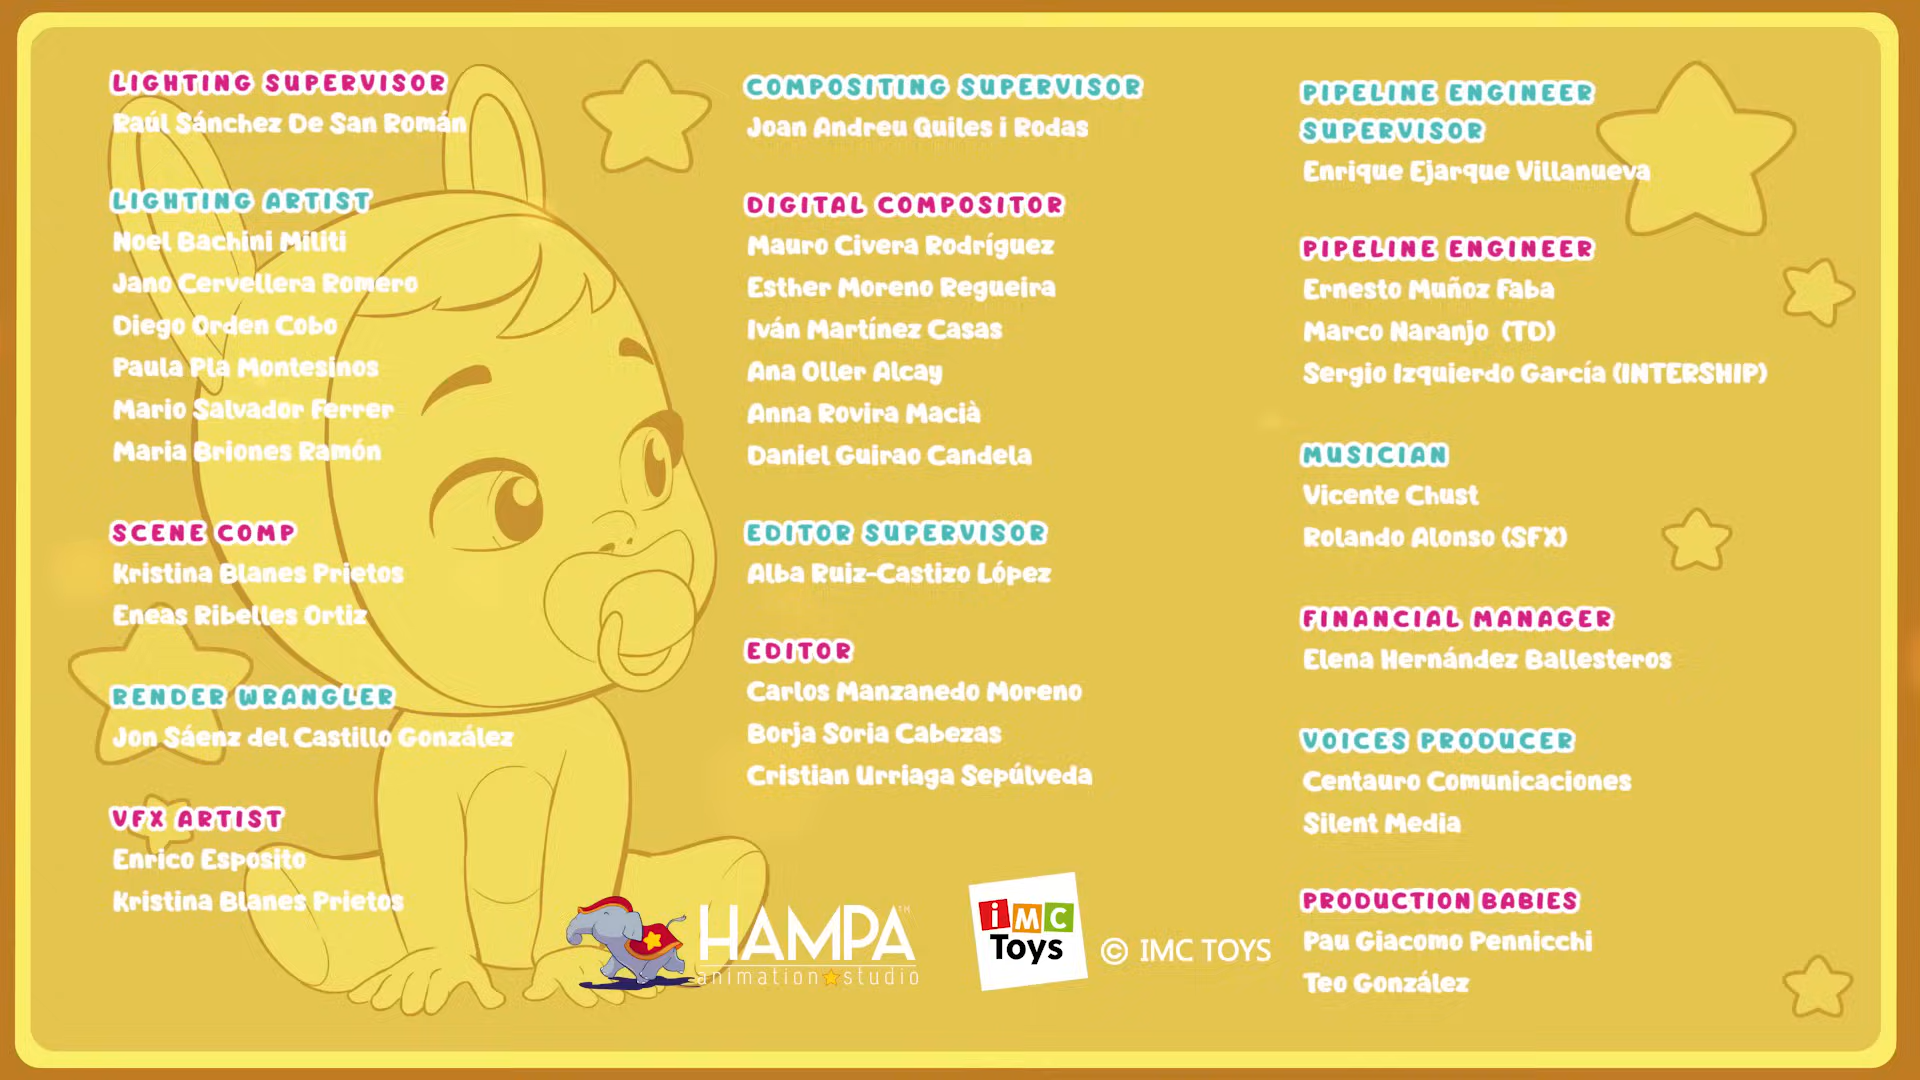 LIGHTING SUPERVISOR
Raúl Sánchez De San Román
LIGHTING ARTIST
Noel Bachini Militi
Jano Cervellera Romero
Diego Orden Cobo
Paula Pla Montesinos
Mario Salvador Ferrer
Maria Briones Ramón
SCENE COMP
Kristina Blanes Prietos
Eneas Ribelles Ortiz
RENDER WRANGLER
Jon Sáenz del Castillo González
VFX ARTIST
Enrico Esposito
Kristina Blanes Prietos
COMPOSITING SUPERVISOR
Joan Andreu Quiles i Rodas
DIGITAL COMPOSITOR
Mauro Civera Rodríguez
Esther Moreno Regueira
Iván Martínez Casas
Ana Oller Alcay
Anna Rovira Macià
Daniel Guirao Candela
EDITOR SUPERVISOR
Alba Ruiz-Castizo López
EDITOR
Carlos Manzanedo Moreno
Borja Soria Cabezas
Cristian Urriaga Sepúlveda
PIPELINE ENGINEER
SUPERVISOR
Enrique Ejarque Villanueva
PIPELINE ENGINEER
Ernesto Muñoz Faba
Marco Naranjo (TD)
Sergio Izquierdo García (INTERSHIP)
MUSICIAN
Vicente Chust
Rolando Alonso (SFX)
FINANCIAL MANAGER
Elena Hernández Ballesteros
VOICES PRODUCER
Centauro Comunicaciones
Silent Media
PRODUCTION BABIES
Pau Giacomo Pennicchi
Teo González
HAMPA™
animation studio
iMC
Toys
© IMC TOYS